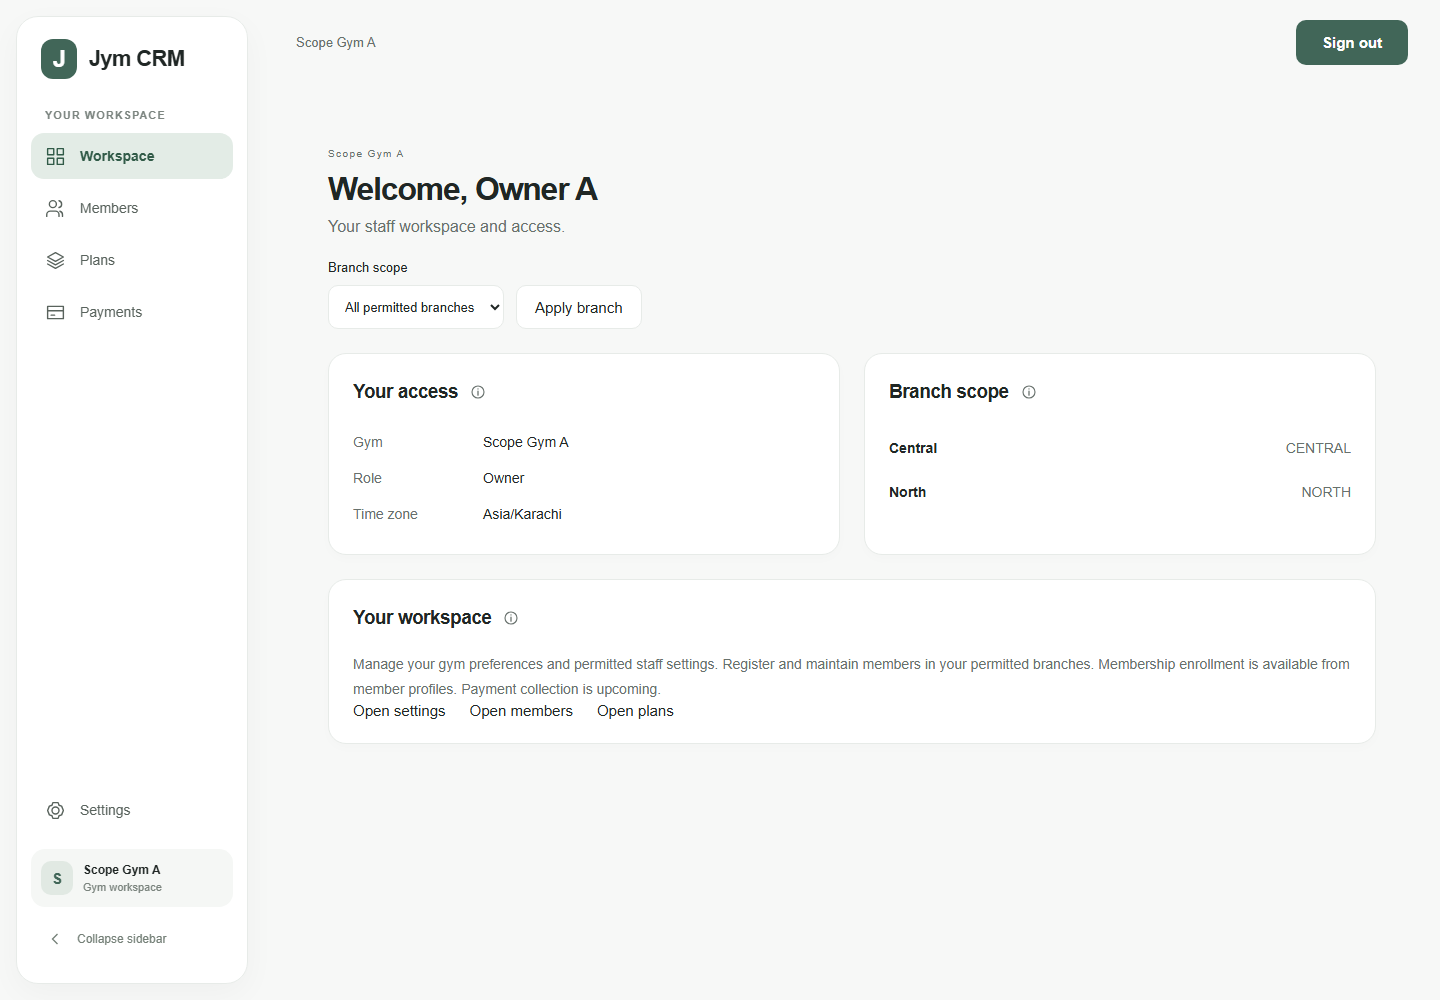 J Jym CRM
YOUR WORKSPACE
Workspace
Members
Plans
Payments
Settings
S
Scope Gym A
Gym workspace
Collapse sidebar
Scope Gym A
Sign out
Scope Gym A
Welcome, Owner A
Your staff workspace and access.
Branch scope
All permitted branches
Apply branch
Your access
Gym Scope Gym A
Role Owner
Time zone Asia/Karachi
Branch scope
Central CENTRAL
North NORTH
Your workspace
Manage your gym preferences and permitted staff settings. Register and maintain members in your permitted branches. Membership enrollment is available from
member profiles. Payment collection is upcoming.
Open settings Open members Open plans